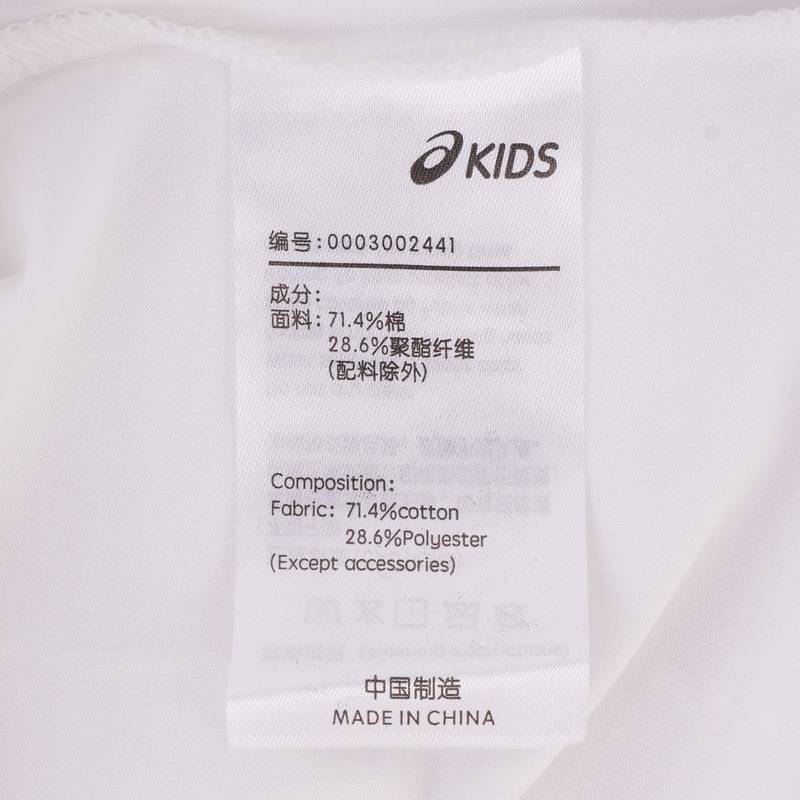 KIDS
编号:0003002441
成分:
面料:71.4%棉
28.6%聚酯纤维
(配料除外)
Composition:
Fabric: 71.4%cotton
28.6%Polyester
(Except accessories)
中国制造
MADE IN CHINA